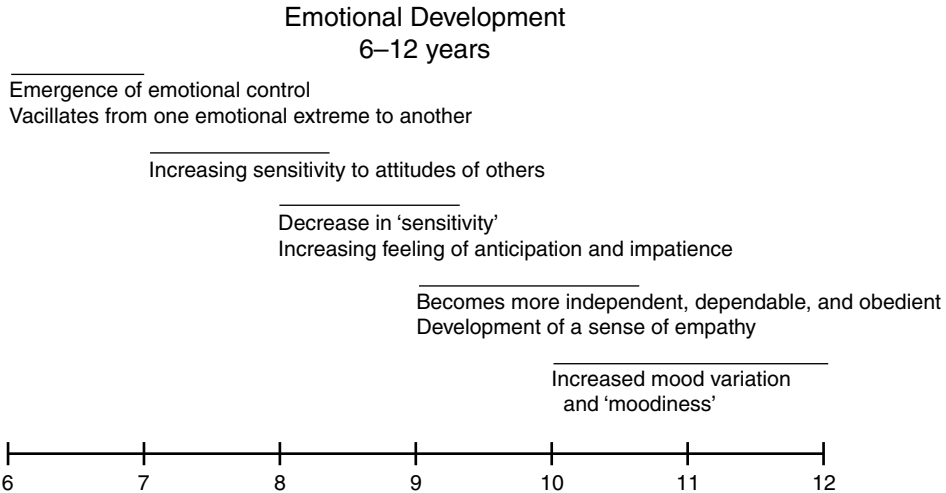 Emotional Development
6–12 years
Emergence of emotional control
Vacillates from one emotional extreme to another
Increasing sensitivity to attitudes of others
Decrease in ‘sensitivity’
Increasing feeling of anticipation and impatience
Becomes more independent, dependable, and obedient
Development of a sense of empathy
Increased mood variation
and ‘moodiness’
6 7 8 9 10 11 12